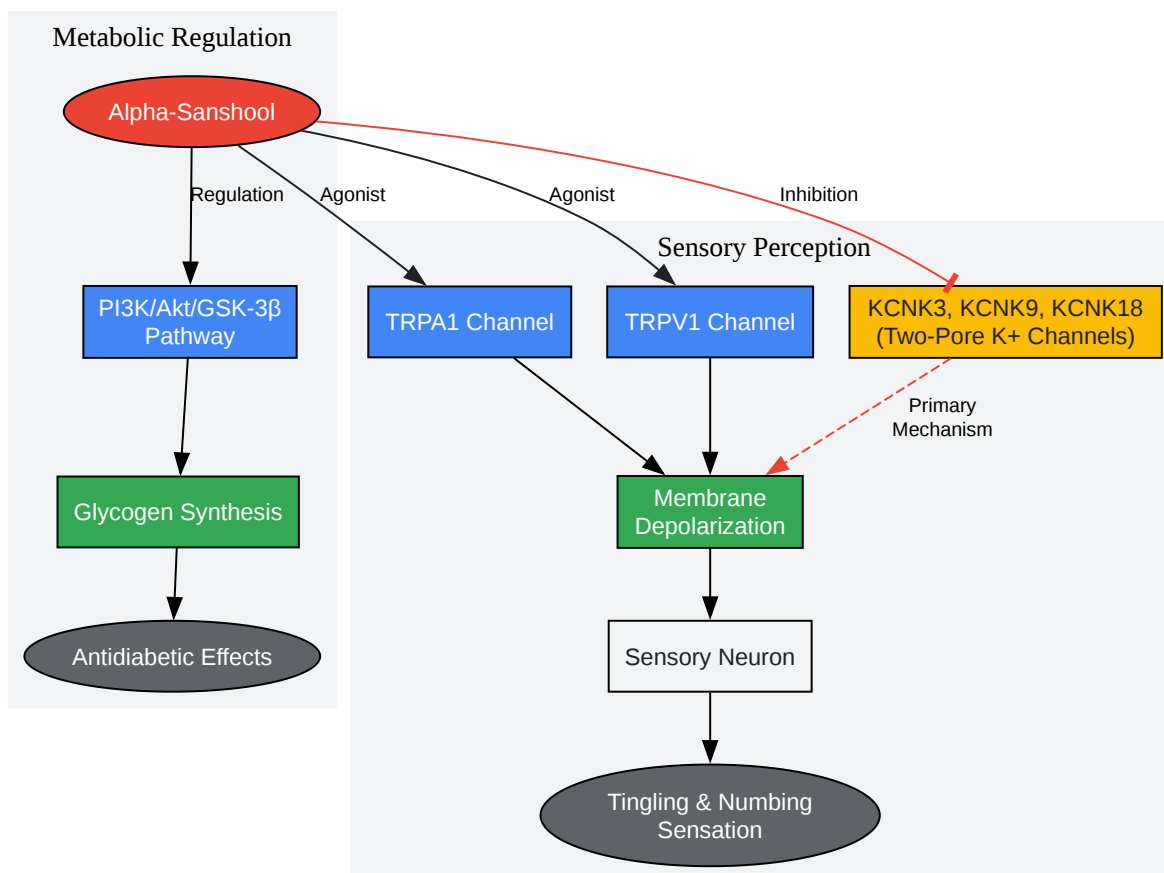 Metabolic Regulation
Alpha-Sanshool
Regulation
Agonist
Agonist
Inhibition
Sensory Perception
PI3K/Akt/GSK-3β
Pathway
TRPA1 Channel
TRPV1 Channel
KCNK3, KCNK9, KCNK18
(Two-Pore K+ Channels)
Primary
Mechanism
Glycogen Synthesis
Membrane
Depolarization
Antidiabetic Effects
Sensory Neuron
Tingling & Numbing
Sensation